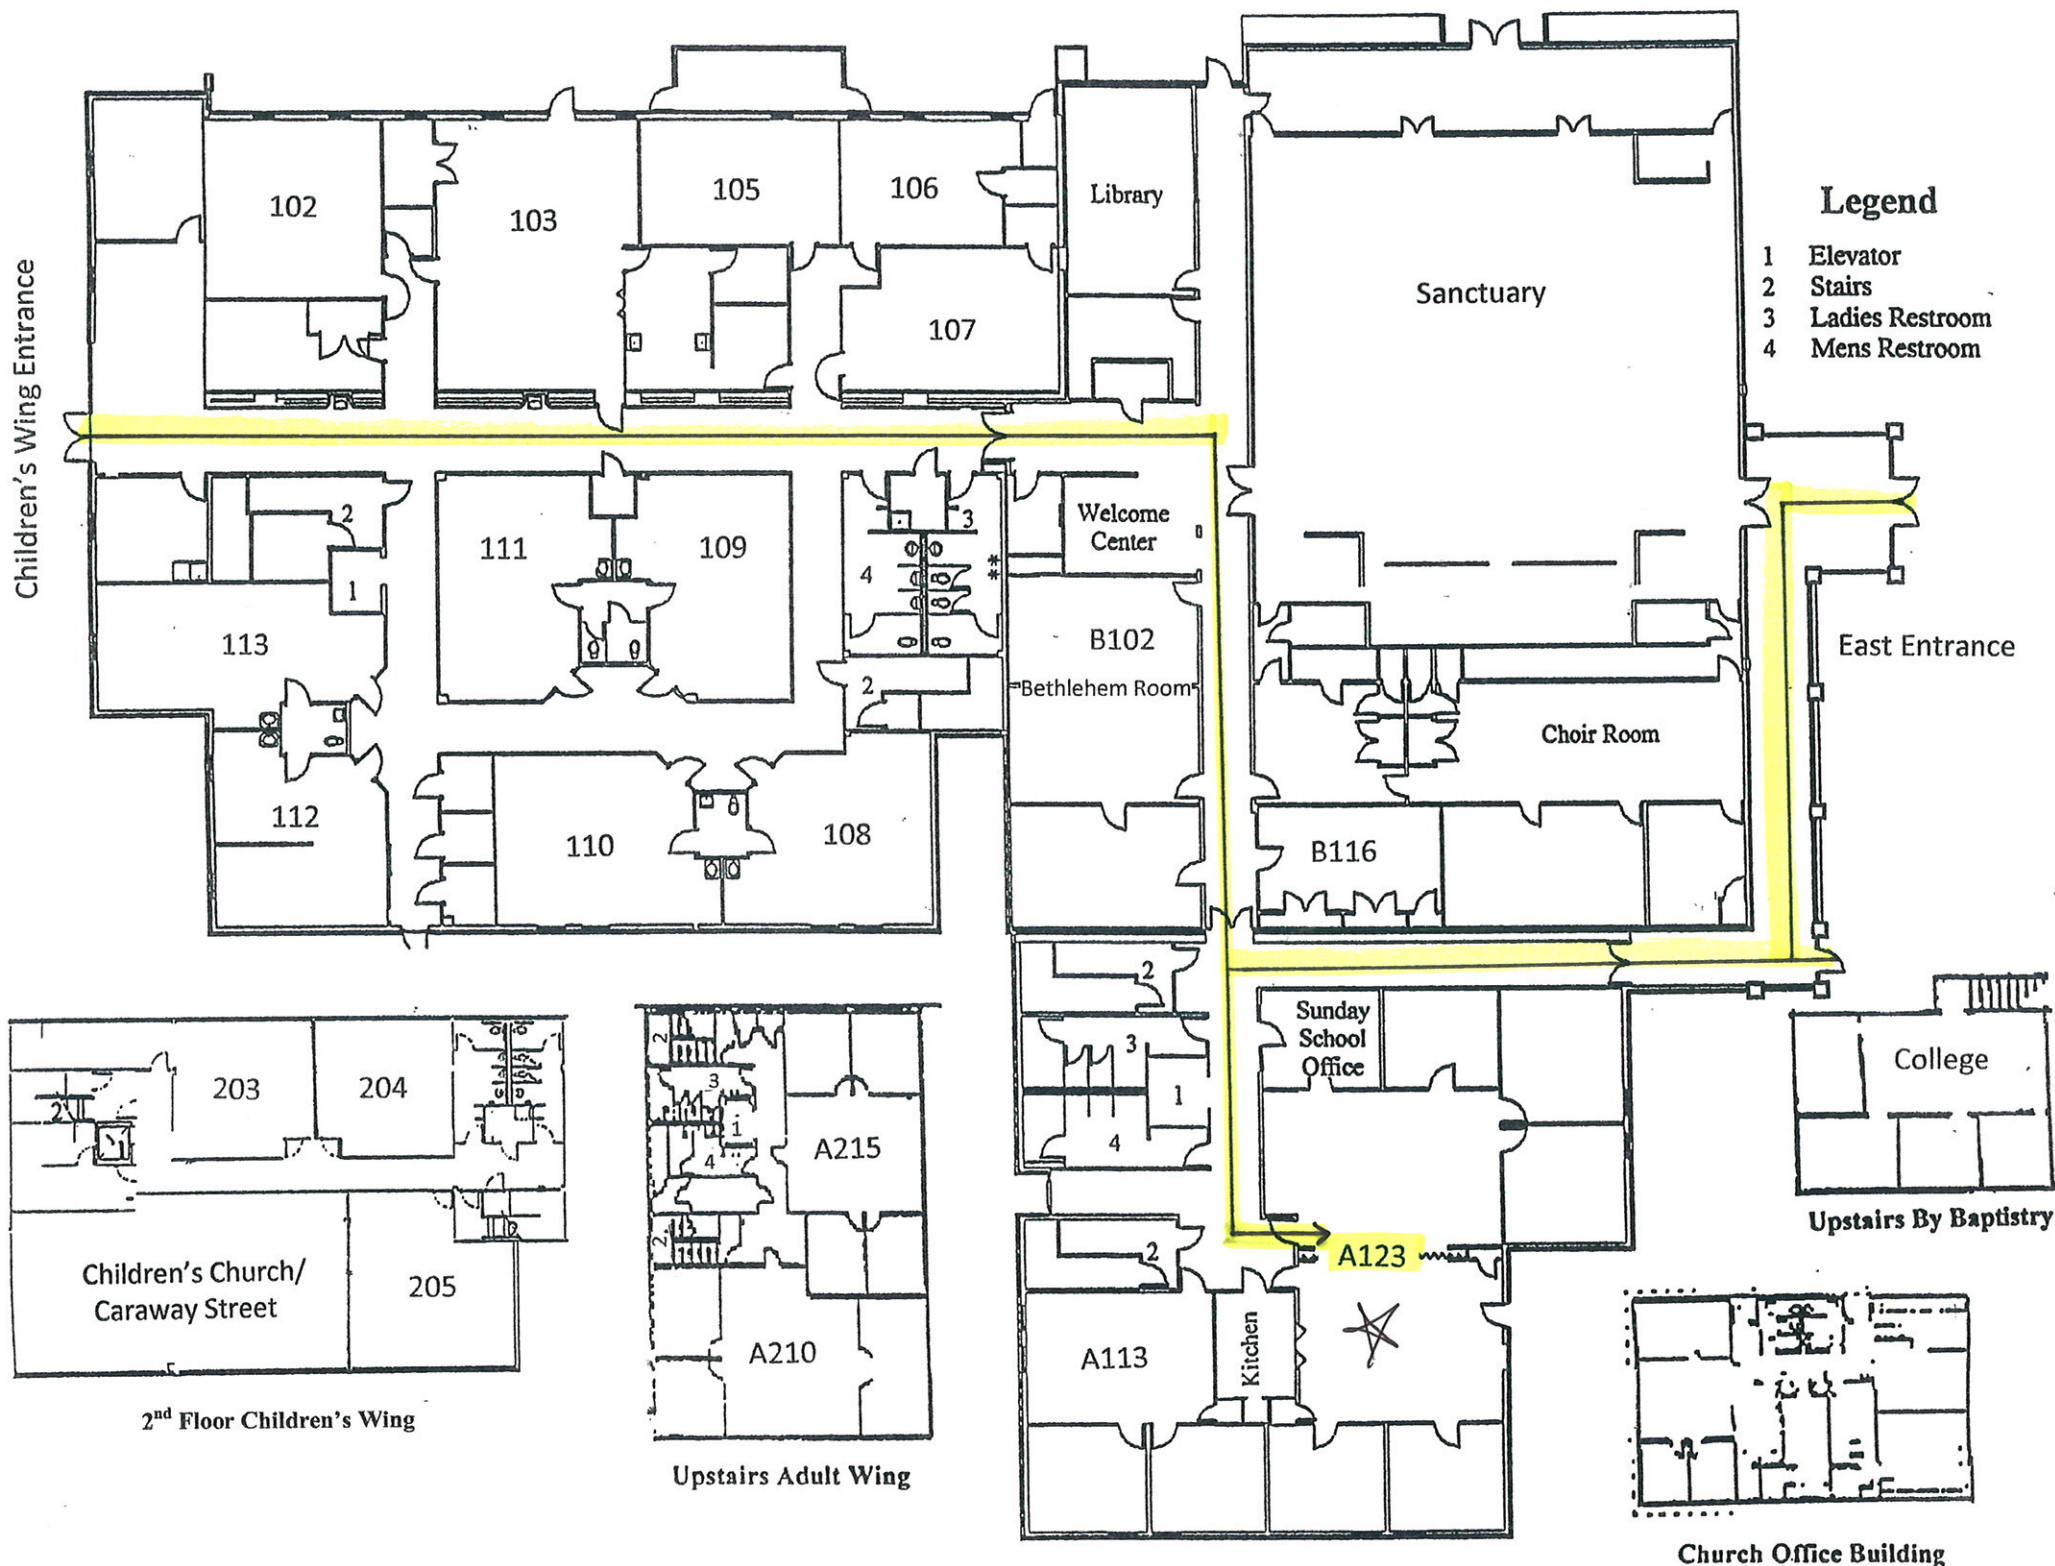 Children's Wing Entrance
102
103
105
106
107
Library
Sanctuary
Legend
1 Elevator
2 Stairs
3 Ladies Restroom
4 Mens Restroom
2
1
113
111
109
4
3
**
2
Welcome
Center
B102
Bethlehem Room
East Entrance
Choir Room
112
110
108
B116
2
3
1
4
Sunday
School
Office
A123
2
A113
Kitchen
203
204
2
2
Children's Church/
Caraway Street
205
2nd Floor Children's Wing
2
3
1
4
2
A215
A210
Upstairs Adult Wing
College
Upstairs By Baptistry
Church Office Building